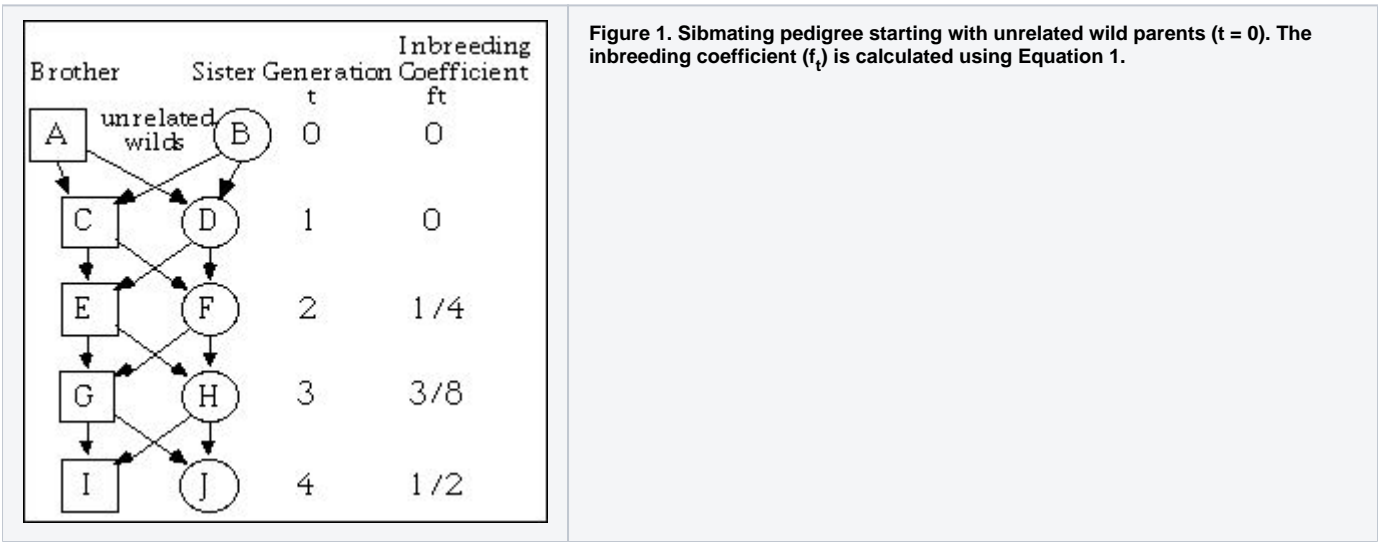 Inbreeding
Brother Sister Generation Coefficient
t ft
A unrelated wilds B 0 0
C D 1 0
E F 2 1/4
G H 3 3/8
I J 4 1/2
Figure 1. Sibmating pedigree starting with unrelated wild parents (t = 0). The
inbreeding coefficient (ft) is calculated using Equation 1.